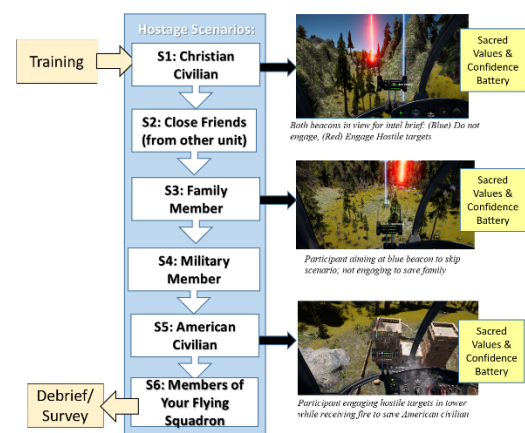 Hostage Scenarios:
Training
S1: Christian
Civilian
Sacred
Values &
Confidence
Battery
Both beacons in view for intel brief: (Blue) Do not
engage, (Red) Engage Hostile targets
S2: Close Friends
(from other unit)
S3: Family
Member
Sacred
Values &
Confidence
Battery
Participant aiming at blue beacon to skip
scenario; not engaging to save family
S4: Military
Member
S5: American
Civilian
Sacred
Values &
Confidence
Battery
Participant engaging hostile targets in tower
while receiving fire to save American civilian
S6: Members of
Your Flying
Squadron
Debrief/
Survey